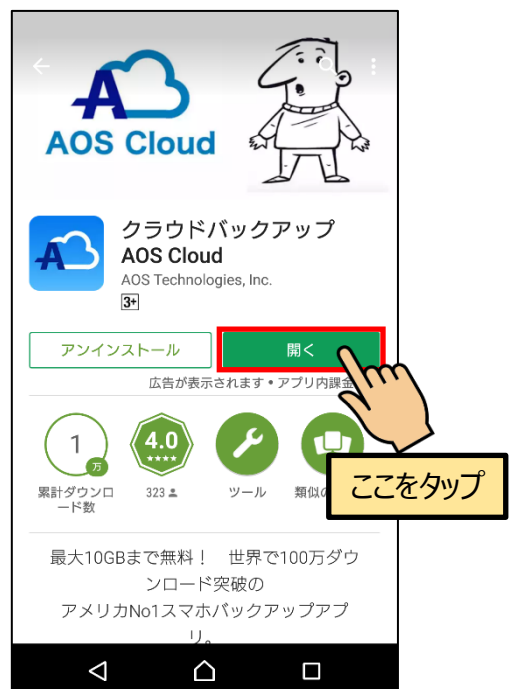 AOS Cloud
クラウドバックアップ
AOS Cloud
AOS Technologies, Inc.
3+
アンインストール
開く
広告が表示されます • アプリ内課金
1
万
4.0
累計ダウンロ
ード数
323
ツール
類似の
ここをタップ
最大10GBまで無料！　世界で100万ダウ
ンロード突破の
アメリカNo1スマホバックアップアプ
リ。